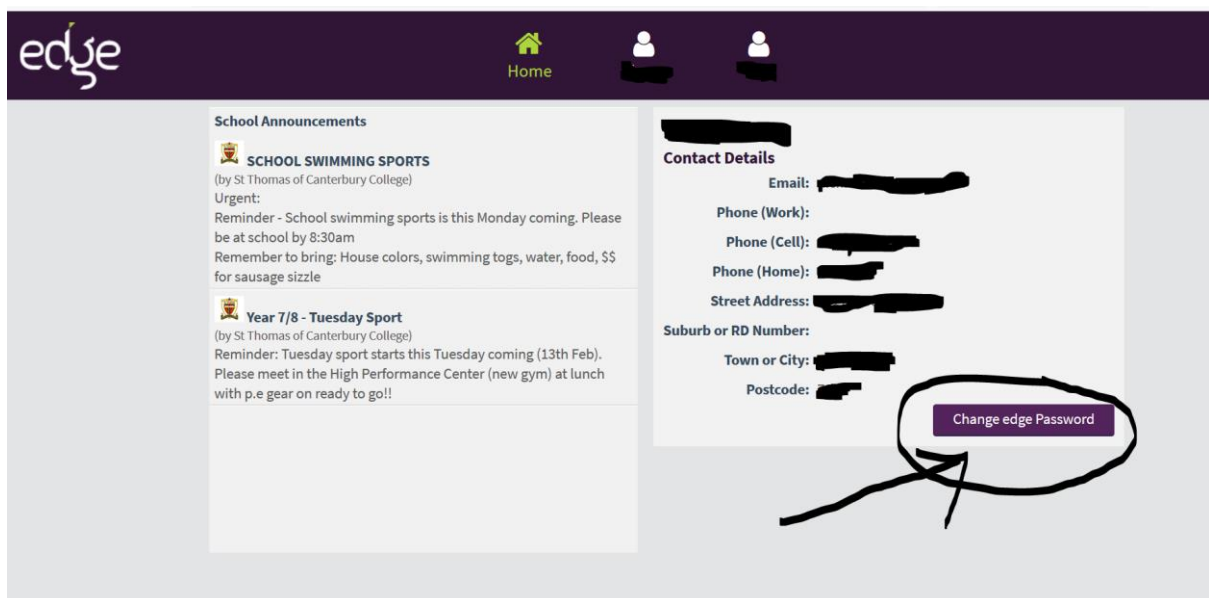 edge
Home
School Announcements
SCHOOL SWIMMING SPORTS
(by St Thomas of Canterbury College)
Urgent:
Reminder - School swimming sports is this Monday coming. Please
be at school by 8:30am
Remember to bring: House colors, swimming togs, water, food, $$
for sausage sizzle
Year 7/8 - Tuesday Sport
(by St Thomas of Canterbury College)
Reminder: Tuesday sport starts this Tuesday coming (13th Feb).
Please meet in the High Performance Center (new gym) at lunch
with p.e gear on ready to go!!
Contact Details
Email:
Phone (Work):
Phone (Cell):
Phone (Home):
Street Address:
Suburb or RD Number:
Town or City:
Postcode:
Change edge Password